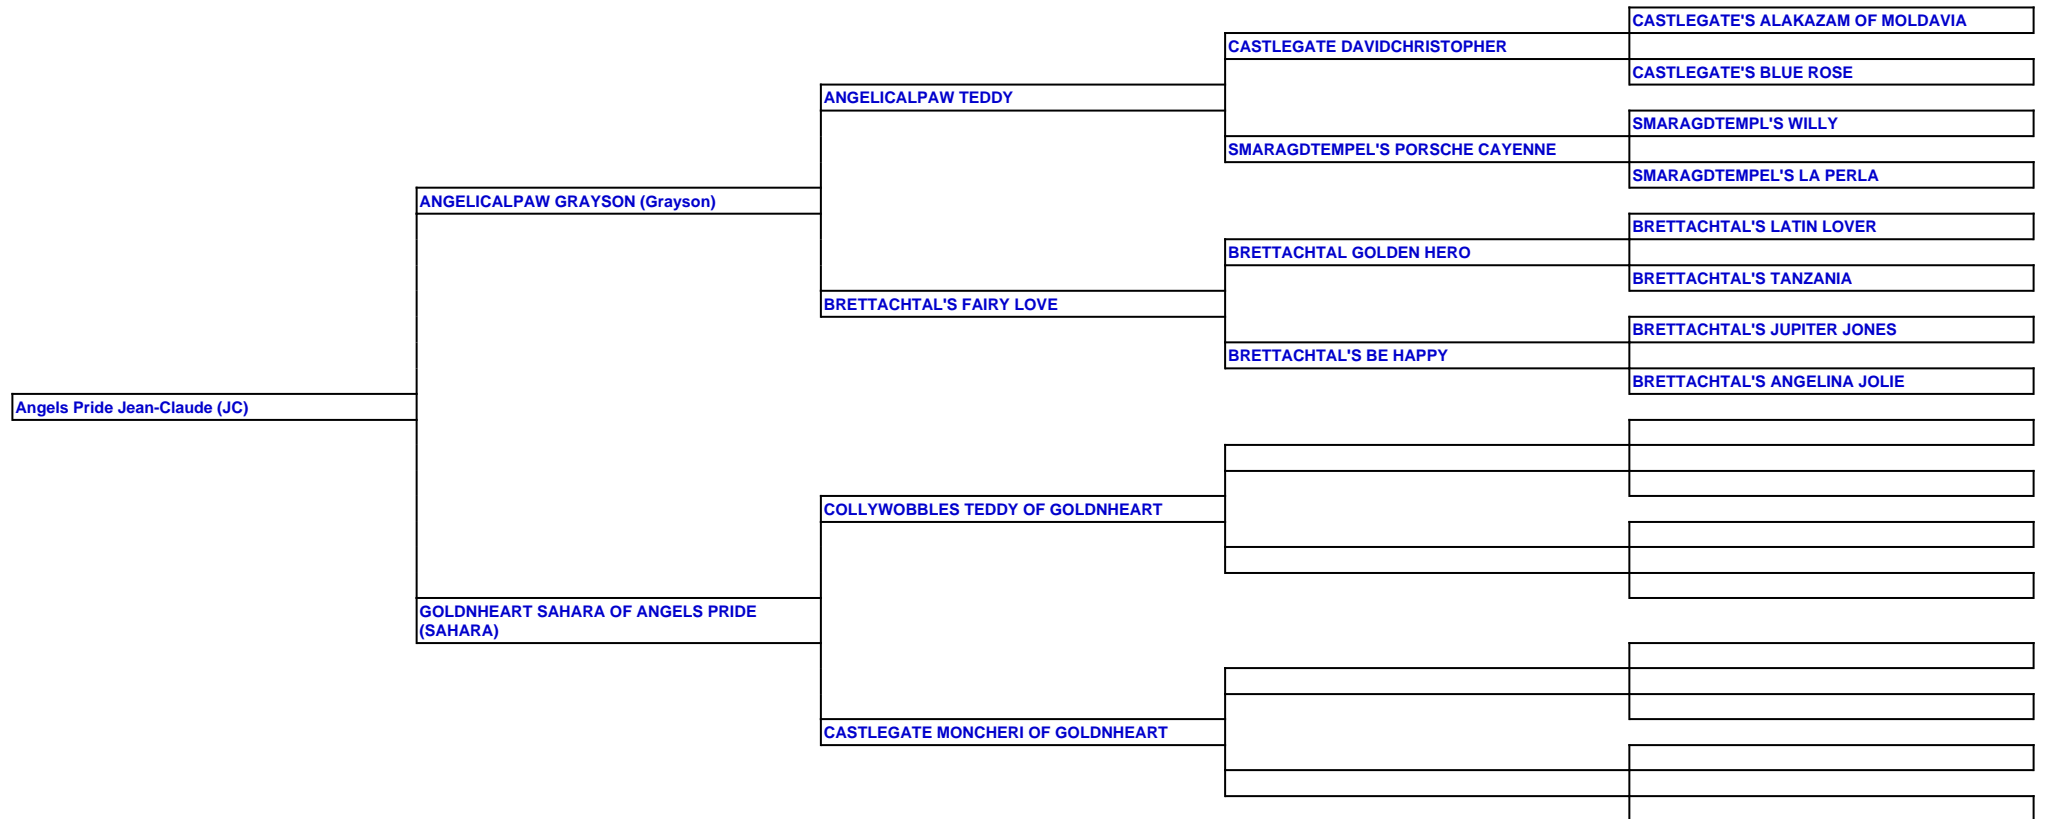 CASTLEGATE'S ALAKAZAM OF MOLDAVIA
CASTLEGATE DAVIDCHRISTOPHER
CASTLEGATE'S BLUE ROSE
ANGELICALPAW TEDDY
SMARAGDTEMPL'S WILLY
SMARAGDTEMPEL'S PORSCHE CAYENNE
SMARAGDTEMPEL'S LA PERLA
ANGELICALPAW GRAYSON (Grayson)
BRETTACHTAL'S LATIN LOVER
BRETTACHTAL GOLDEN HERO
BRETTACHTAL'S TANZANIA
BRETTACHTAL'S FAIRY LOVE
BRETTACHTAL'S JUPITER JONES
BRETTACHTAL'S BE HAPPY
BRETTACHTAL'S ANGELINA JOLIE
Angels Pride Jean-Claude (JC)
COLLYWOBBLES TEDDY OF GOLDNHEART
GOLDNHEART SAHARA OF ANGELS PRIDE
(SAHARA)
CASTLEGATE MONCHERI OF GOLDNHEART